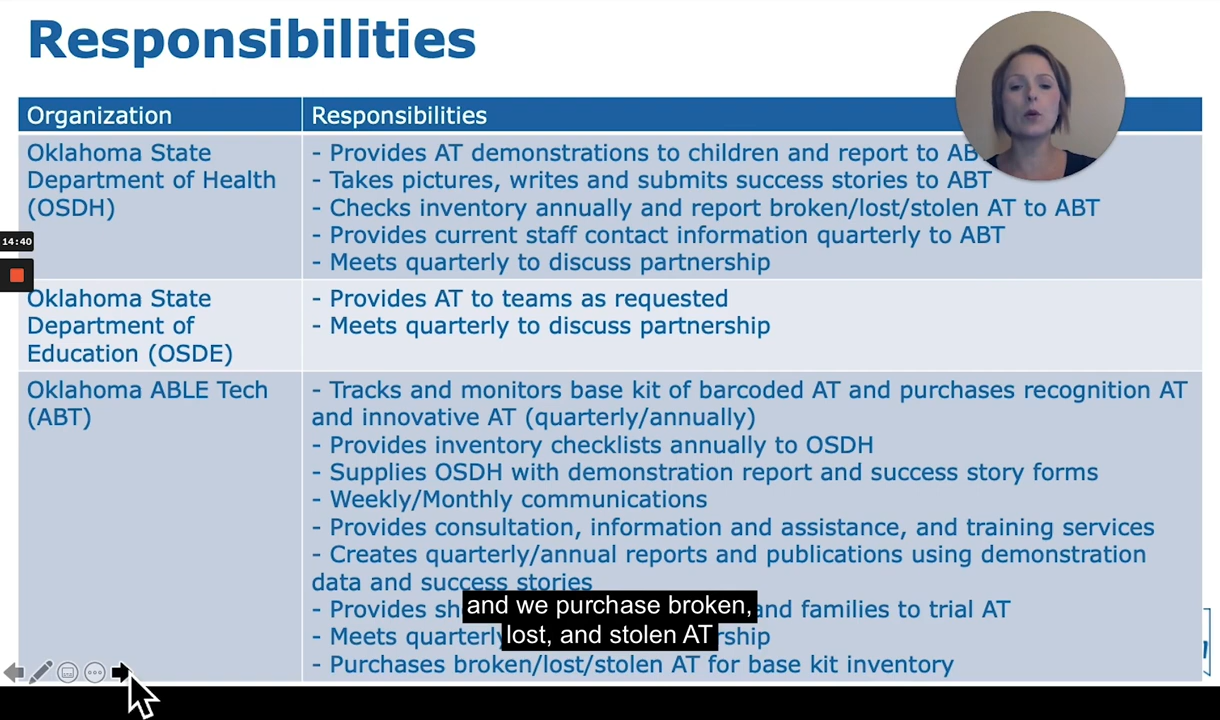 Responsibilities
Organization
Responsibilities
Oklahoma State
Department of Health
(OSDH)
- Provides AT demonstrations to children and report to
- Takes pictures, writes and submits success stories to ABT
- Checks inventory annually and report broken/lost/stolen AT to ABT
- Provides current staff contact information quarterly to ABT
- Meets quarterly to discuss partnership
14:40
Oklahoma State
Department of
Education (OSDE)
- Provides AT to teams as requested
- Meets quarterly to discuss partnership
Oklahoma ABLE Tech
(ABT)
- Tracks and monitors base kit of barcoded AT and purchases recognition AT
and innovative AT (quarterly/annually)
- Provides inventory checklists annually to OSDH
- Supplies OSDH with demonstration report and success story forms
- Weekly/Monthly communications
- Provides consultation, information and assistance, and training services
- Creates quarterly/annual reports and publications using demonstration
data and success stories
- Provides and families to trial AT
- Meets
- Purchases broken/lost/stolen AT for base kit inventory
and we purchase broken,
lost, and stolen AT